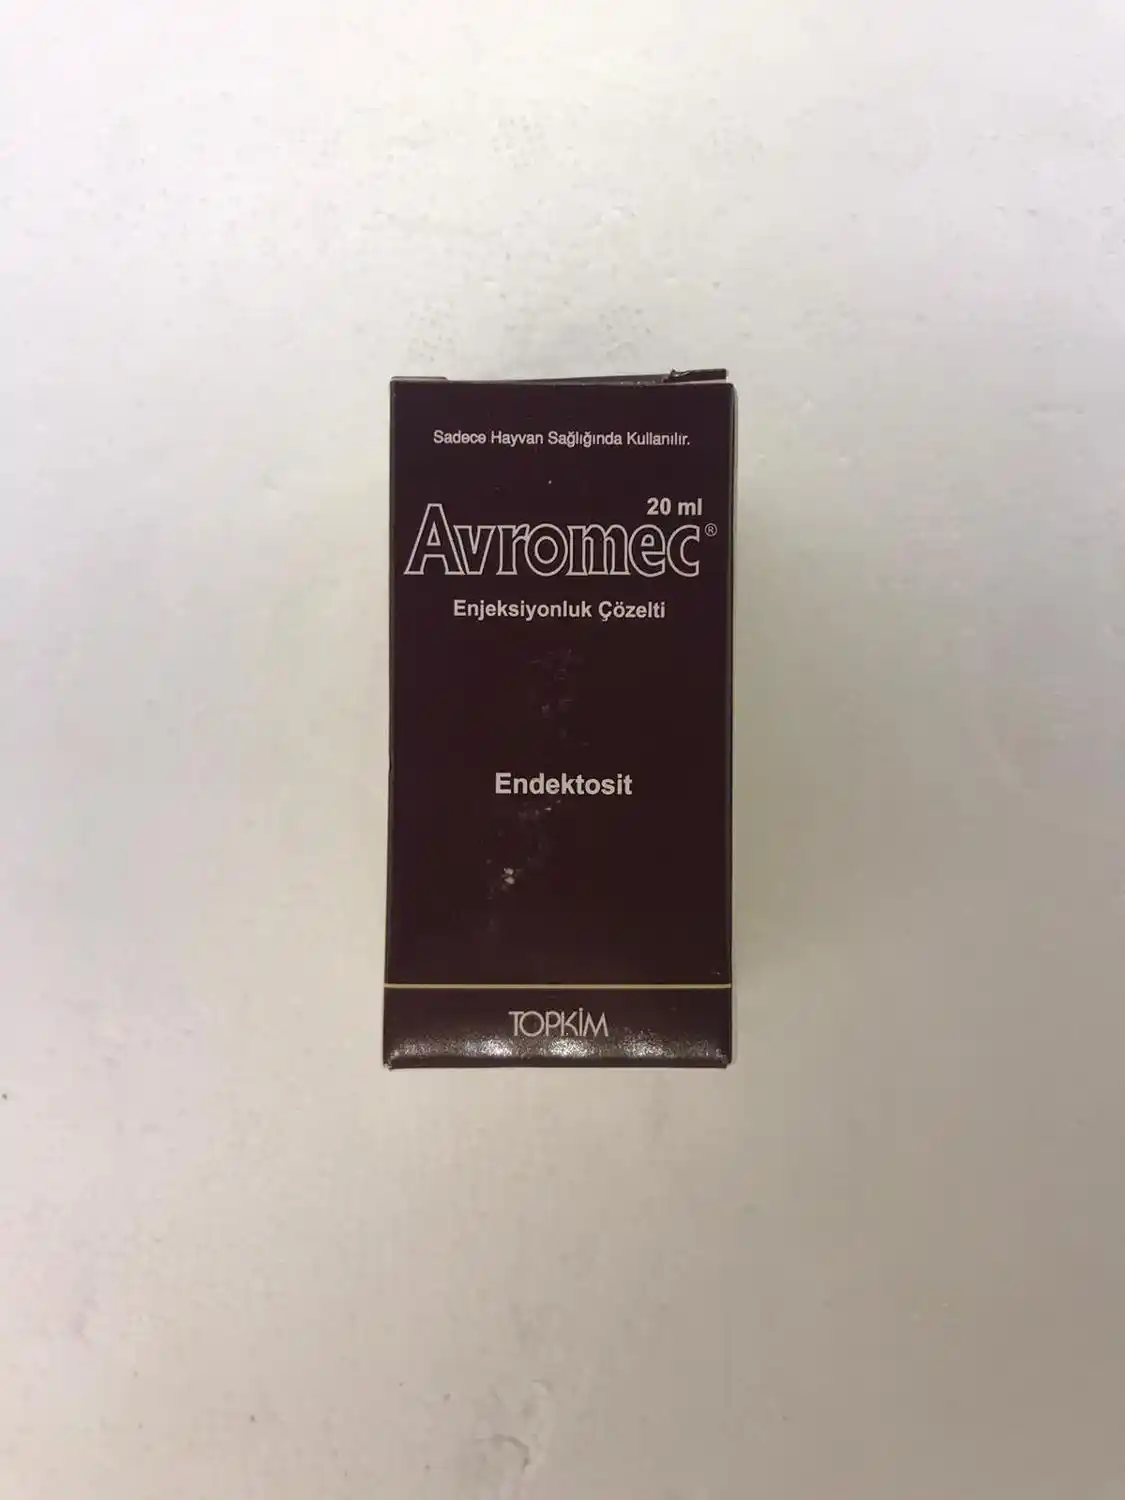 Sadece Hayvan Sağlığında Kullanılır.
20 ml
Avromec®
Enjeksiyonluk Çözelti
Endektosit
TOPKİM